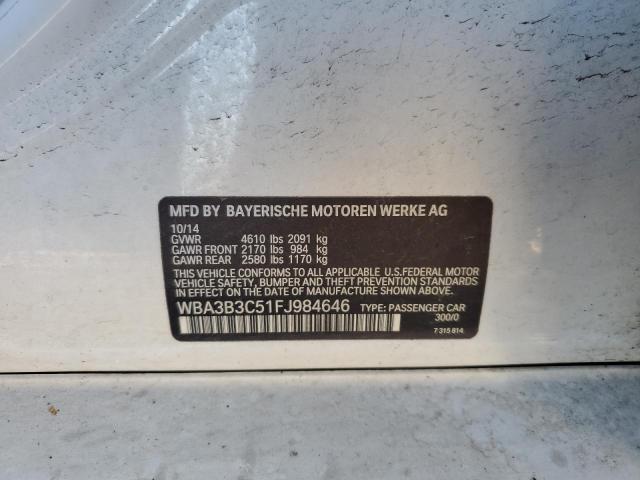 MFD BY BAYERISCHE MOTOREN WERKE AG
10/14
GVWR 4610 lbs 2091 kg
GAWR FRONT 2170 lbs 984 kg
GAWR REAR 2580 lbs 1170 kg
THIS VEHICLE CONFORMS TO ALL APPLICABLE U.S.FEDERAL MOTOR
VEHICLE SAFETY, BUMPER AND THEFT PREVENTION STANDARDS
IN EFFECT ON THE DATE OF MANUFACTURE SHOWN ABOVE.
WBA3B3C51FJ984646 TYPE: PASSENGER CAR
300/0
7 315 814